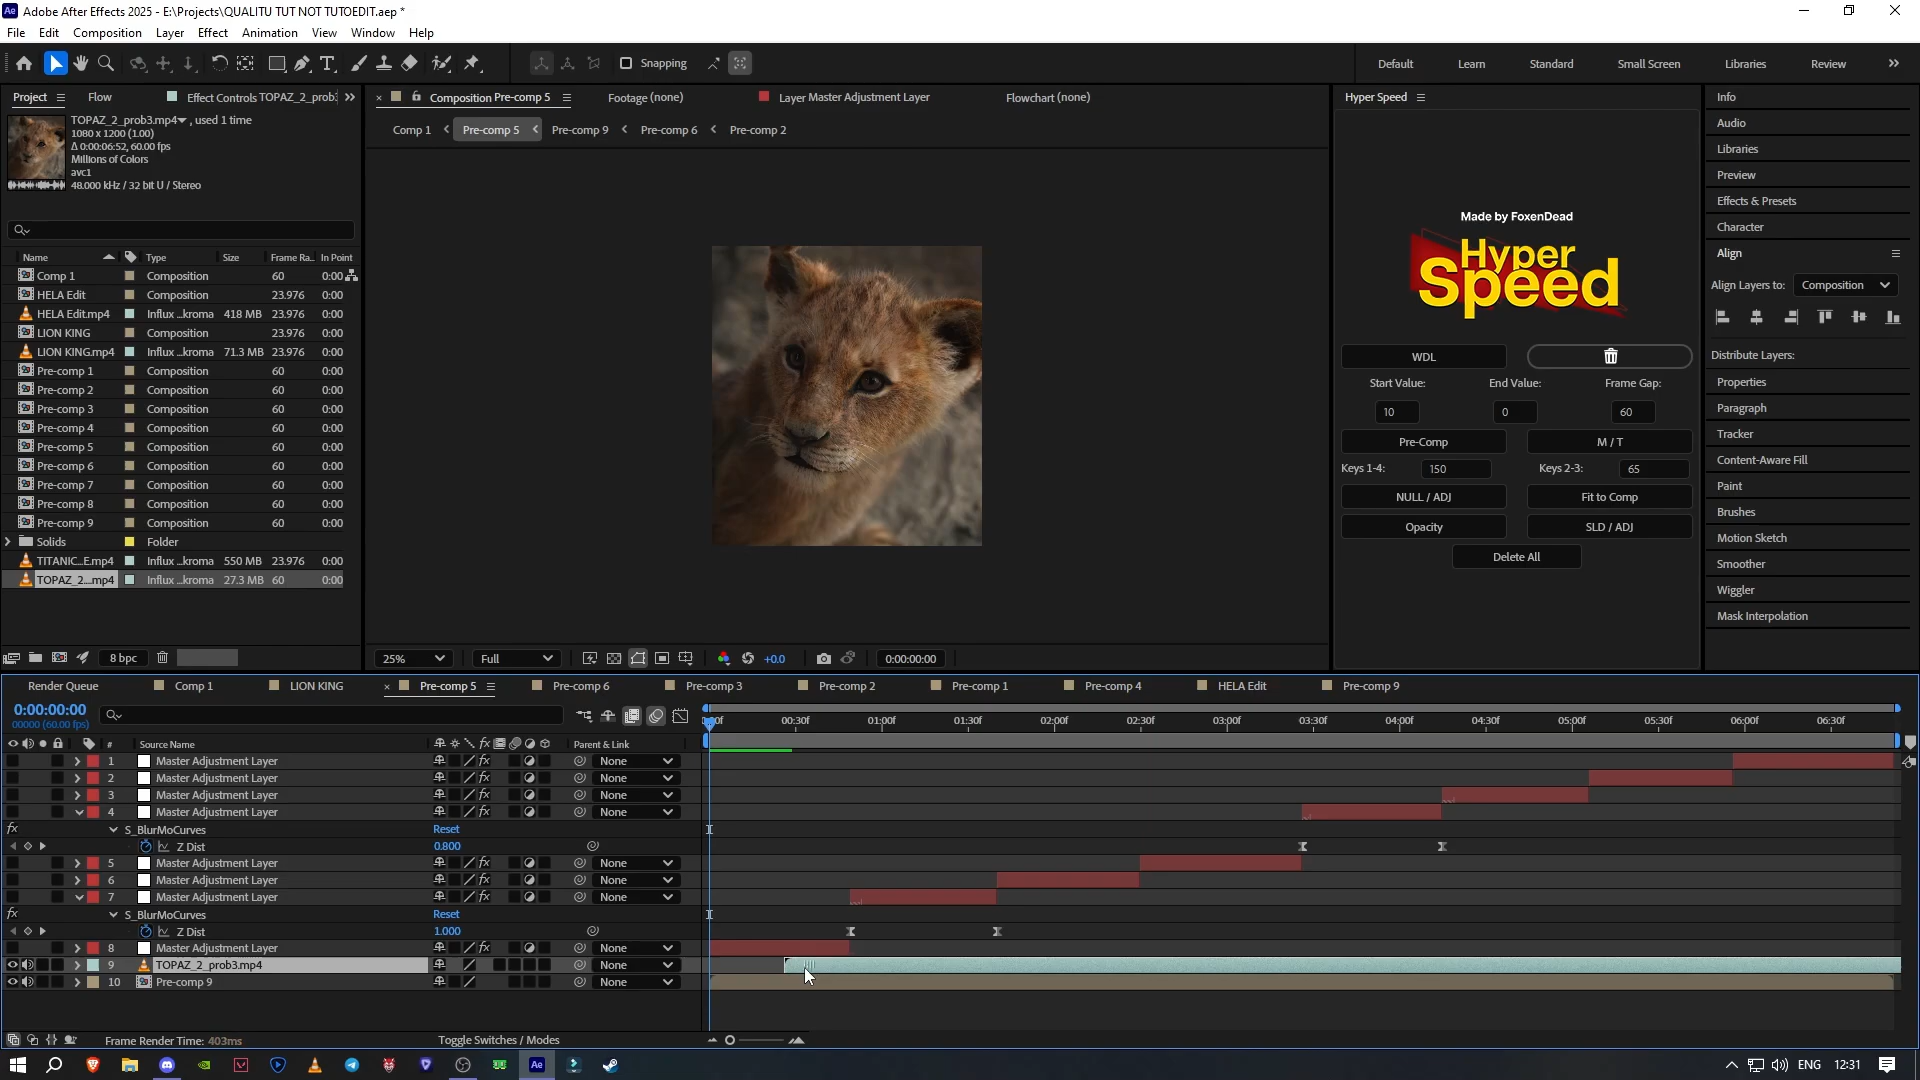 Adobe After Effects 2025 - E:\Projects\QUALITU TUT NOT TUTOEDIT.aep *
File Edit Composition Layer Effect Animation View Window Help
Snapping
Default Learn Standard Small Screen Libraries Review
Project Flow Effect Controls TOPAZ_2_prob3
TOPAZ_2_prob3.mp4 , used 1 time
1080 x 1200 (1.00)
Δ 0:00:06:52, 60.00 fps
Millions of Colors
avc1
48.000 kHz / 32 bit U / Stereo
Name Type Size Frame Ra.. In Point
Comp 1 Composition 60 0:00
HELA Edit Composition 23.976 0:00
HELA Edit.mp4 Influx ...kroma 418 MB 23.976 0:00
LION KING Composition 23.976 0:00
LION KING.mp4 Influx ...kroma 71.3 MB 23.976 0:00
Pre-comp 1 Composition 60 0:00
Pre-comp 2 Composition 60 0:00
Pre-comp 3 Composition 60 0:00
Pre-comp 4 Composition 60 0:00
Pre-comp 5 Composition 60 0:00
Pre-comp 6 Composition 60 0:00
Pre-comp 7 Composition 60 0:00
Pre-comp 8 Composition 60 0:00
Pre-comp 9 Composition 60 0:00
Solids Folder
TITANIC...E.mp4 Influx ...kroma 550 MB 23.976 0:00
TOPAZ_2....mp4 Influx ...kroma 27.3 MB 60 0:00
8 bpc
Composition Pre-comp 5 Footage (none) Layer Master Adjustment Layer Flowchart (none)
Comp 1 Pre-comp 5 Pre-comp 9 Pre-comp 6 Pre-comp 2
25% Full +0.0 0:00:00:00
Hyper Speed
Made by FoxenDead
Hyper
Speed
WDL
Start Value: End Value: Frame Gap:
10 0 60
Pre-Comp M / T
Keys 1-4: 150 Keys 2-3: 65
NULL / ADJ Fit to Comp
Opacity SLD / ADJ
Delete All
Info
Audio
Libraries
Preview
Effects & Presets
Character
Align
Align Layers to: Composition
Distribute Layers:
Properties
Paragraph
Tracker
Content-Aware Fill
Paint
Brushes
Motion Sketch
Smoother
Wiggler
Mask Interpolation
Render Queue Comp 1 LION KING Pre-comp 5 Pre-comp 6 Pre-comp 3 Pre-comp 2 Pre-comp 1 Pre-comp 4 HELA Edit Pre-comp 9
0:00:00:00
00000 (60.00 fps)
00:30f 01:00f 01:30f 02:00f 02:30f 03:00f 03:30f 04:00f 04:30f 05:00f 05:30f 06:00f 06:30f
# Source Name Parent & Link
1 Master Adjustment Layer None
2 Master Adjustment Layer None
3 Master Adjustment Layer None
4 Master Adjustment Layer None
S_BlurMoCurves Reset
Z Dist 0.800
5 Master Adjustment Layer None
6 Master Adjustment Layer None
7 Master Adjustment Layer None
S_BlurMoCurves Reset
Z Dist 1.000
8 Master Adjustment Layer None
9 TOPAZ_2_prob3.mp4 None
10 Pre-comp 9 None
Frame Render Time: 403ms Toggle Switches / Modes
ENG 12:31